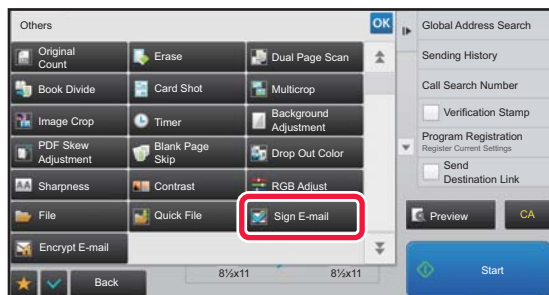 Others
OK
Original
Count
Erase
Dual Page Scan
Book Divide
Card Shot
Multicrop
Image Crop
Timer
Background
Adjustment
PDF Skew
Adjustment
Blank Page
Skip
Drop Out Color
AA
Sharpness
Contrast
RGB Adjust
File
Quick File
Sign E-mail
Encrypt E-mail
Back
8½x11
8½x11
Global Address Search
Sending History
Call Search Number
Verification Stamp
Program Registration
Register Current Settings
Send
Destination Link
Preview
CA
Start